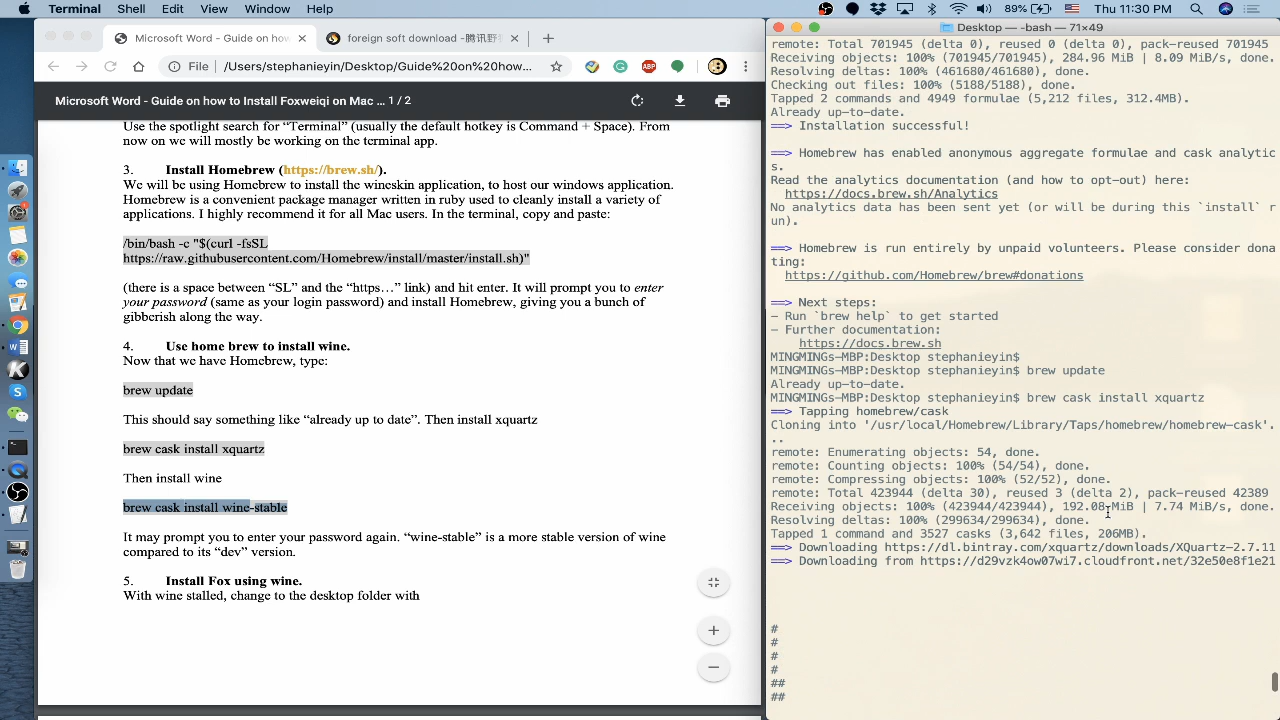 Terminal Shell Edit View Window Help
89% Thu 11:30 PM
Microsoft Word - Guide on how
foreign soft download -腾讯野
File /Users/stephanieyin/Desktop/Guide%20on%20how...
Microsoft Word - Guide on how to Install Foxweiqi on Mac ... 1 / 2
Use the spotlight search for “Terminal” (usually the default hotkey is Command + Space). From
now on we will mostly be working on the terminal app.
3. Install Homebrew (https://brew.sh/).
We will be using Homebrew to install the wineskin application, to host our windows application.
Homebrew is a convenient package manager written in ruby used to cleanly install a variety of
applications. I highly recommend it for all Mac users. In the terminal, copy and paste:
/bin/bash -c "$(curl -fsSL
https://raw.githubusercontent.com/Homebrew/install/master/install.sh)"
(there is a space between “SL” and the “https…” link) and hit enter. It will prompt you to enter
your password (same as your login password) and install Homebrew, giving you a bunch of
gibberish along the way.
4. Use home brew to install wine.
Now that we have Homebrew, type:
brew update
This should say something like “already up to date”. Then install xquartz
brew cask install xquartz
Then install wine
brew cask install wine-stable
It may prompt you to enter your password again. “wine-stable” is a more stable version of wine
compared to its “dev” version.
5. Install Fox using wine.
With wine stalled, change to the desktop folder with
Desktop — -bash — 71×49
remote: Total 701945 (delta 0), reused 0 (delta 0), pack-reused 701945
Receiving objects: 100% (701945/701945), 284.96 MiB | 8.09 MiB/s, done.
Resolving deltas: 100% (461680/461680), done.
Checking out files: 100% (5188/5188), done.
Tapped 2 commands and 4949 formulae (5,212 files, 312.4MB).
Already up-to-date.
==> Installation successful!
==> Homebrew has enabled anonymous aggregate formulae and cask analytic
s.
Read the analytics documentation (and how to opt-out) here:
https://docs.brew.sh/Analytics
No analytics data has been sent yet (or will be during this `install` r
un).
==> Homebrew is run entirely by unpaid volunteers. Please consider dona
ting:
https://github.com/Homebrew/brew#donations
==> Next steps:
- Run `brew help` to get started
- Further documentation:
https://docs.brew.sh
MINGMINGs-MBP:Desktop stephanieyin$
MINGMINGs-MBP:Desktop stephanieyin$ brew update
Already up-to-date.
MINGMINGs-MBP:Desktop stephanieyin$ brew cask install xquartz
==> Tapping homebrew/cask
Cloning into '/usr/local/Homebrew/Library/Taps/homebrew/homebrew-cask'.
..
remote: Enumerating objects: 54, done.
remote: Counting objects: 100% (54/54), done.
remote: Compressing objects: 100% (52/52), done.
remote: Total 423944 (delta 30), reused 3 (delta 2), pack-reused 42389
Receiving objects: 100% (423944/423944), 192.08 MiB | 7.74 MiB/s, done.
Resolving deltas: 100% (299634/299634), done.
Tapped 1 command and 3527 casks (3,642 files, 206MB).
==> Downloading https://dl.bintray.com/xquartz/downloads/XQuartz-2.7.11
==> Downloading from https://d29vzk4ow07wi7.cloudfront.net/32e50e8f1e21
#
#
#
#
##
##